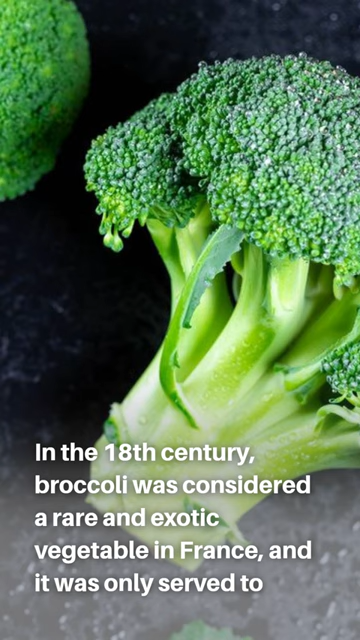 In the 18th century,
broccoli was considered
a rare and exotic
vegetable in France, and
it was only served to